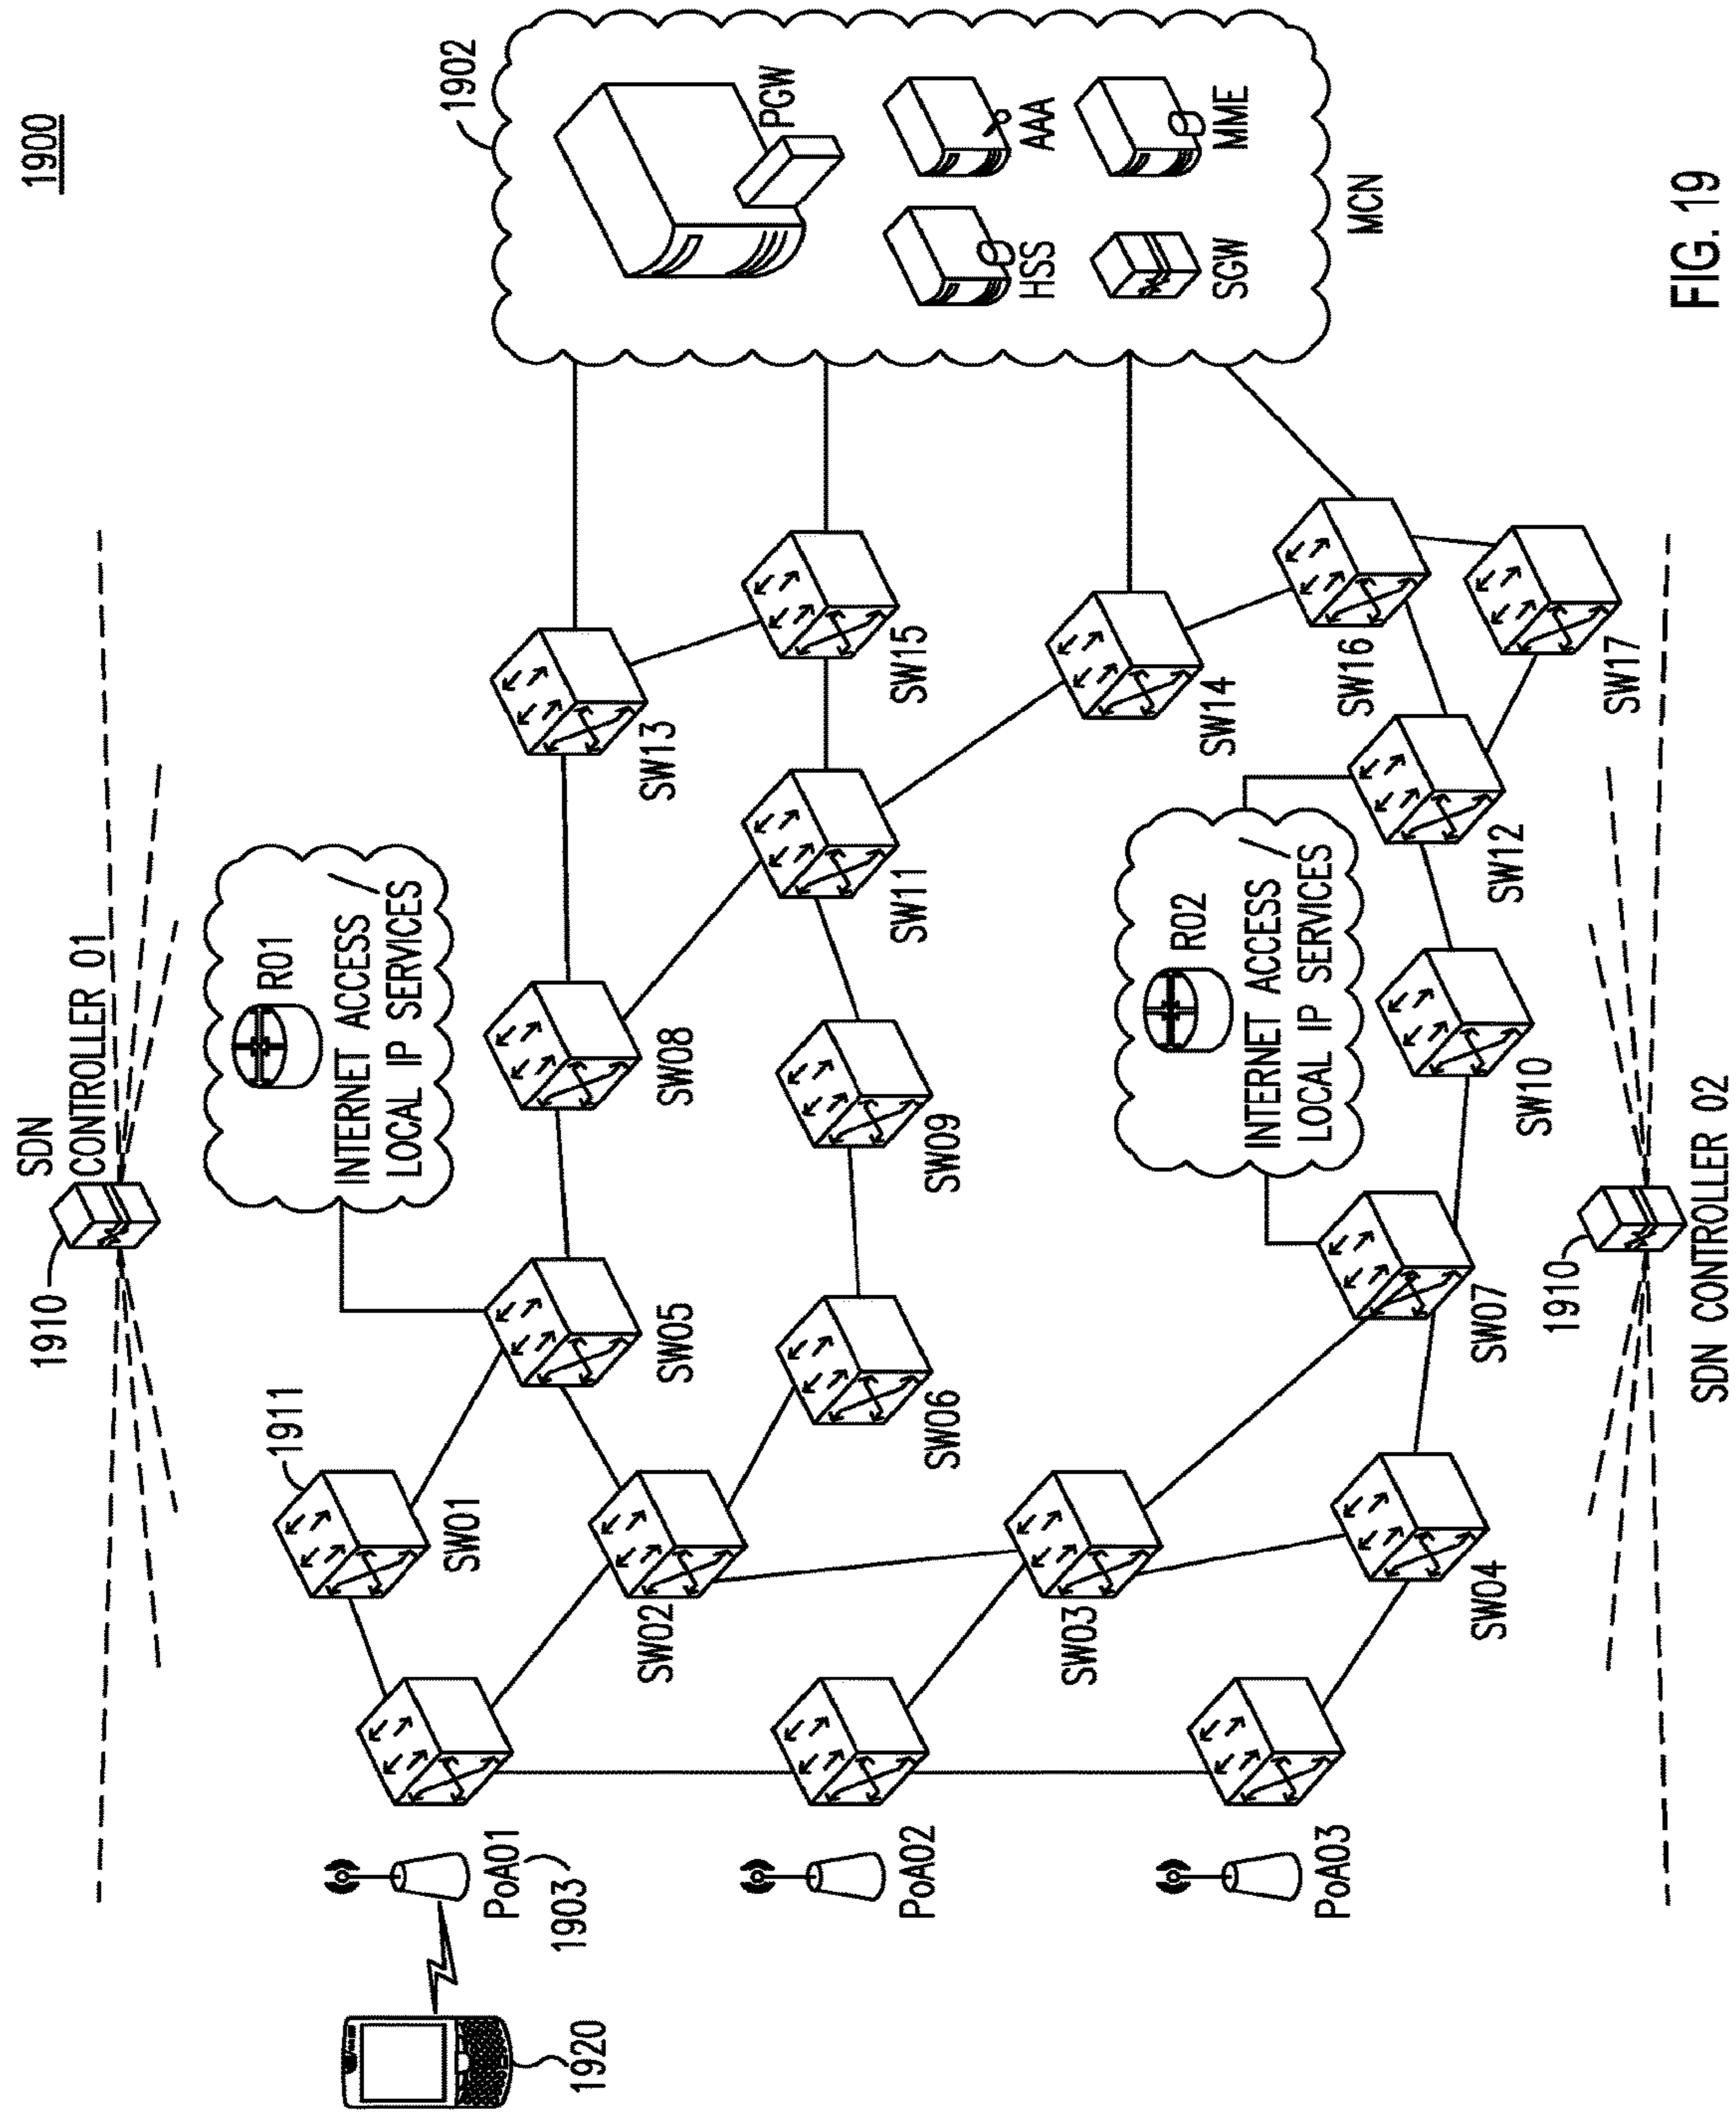 1900
SDN
CONTROLLER 01
1910
1902
R01
INTERNET ACCESS /
LOCAL IP SERVICES
1911
SW01
SW05
SW08
SW13
PGW
1920
PoA01
1903
SW02
SW06
SW09
SW11
SW15
HSS
AAA
SGW
MME
MCN
PoA02
SW03
R02
INTERNET ACCESS /
LOCAL IP SERVICES
SW14
PoA03
SW04
SW07
SW10
SW12
SW16
SW17
1910
SDN CONTROLLER 02
FIG. 19